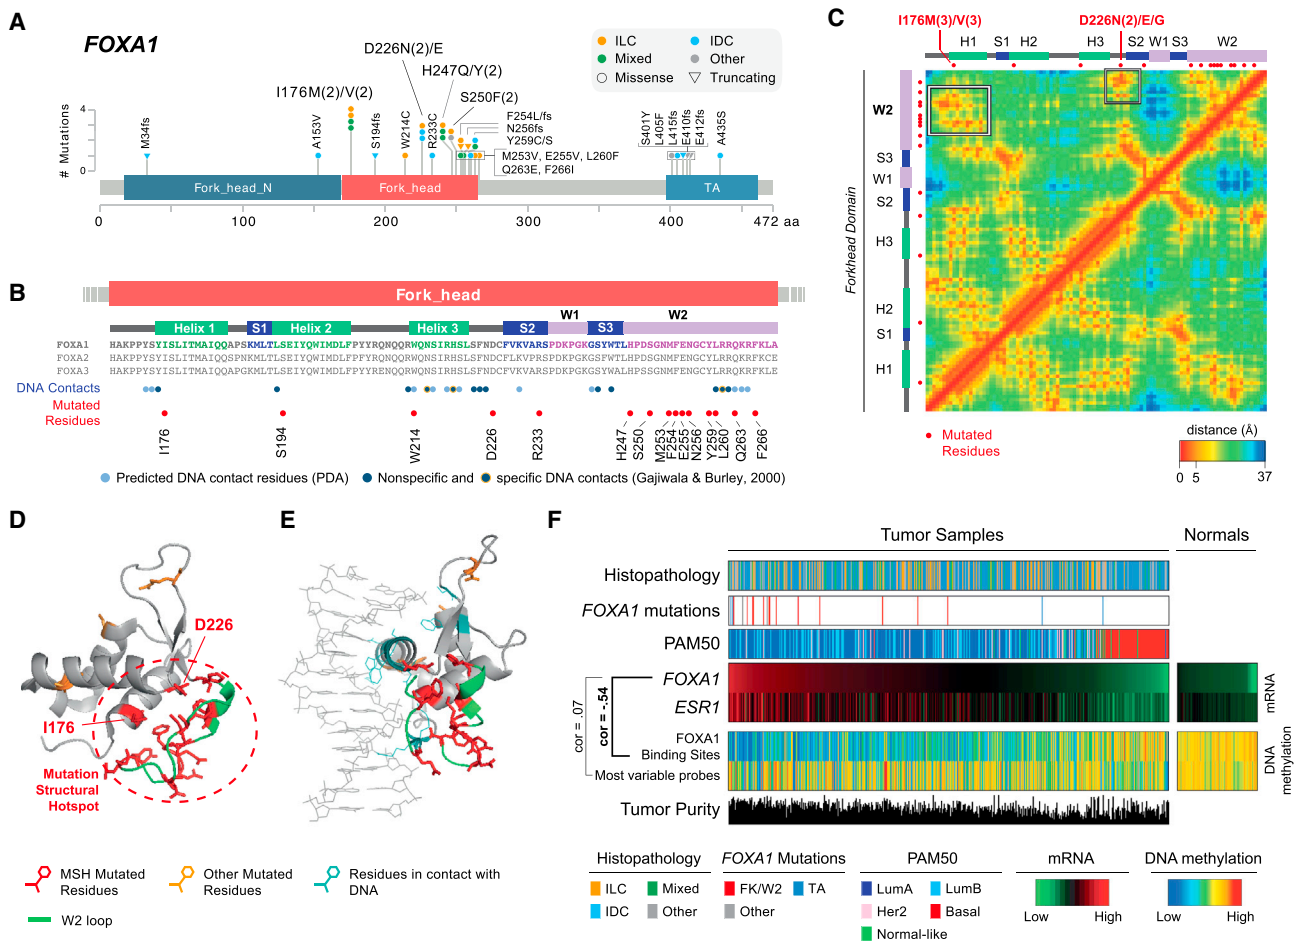 A
FOXA1
ILC
IDC
Mixed
Other
Missense
Truncating
D226N(2)/E
H247Q/Y(2)
I176M(2)/V(2)
S250F(2)
F254L/fs
N256fs
Y259C/S
M253V, E255V, L260F
Q263E, F266I
# Mutations
4
2
0
M34fs
A153V
S194fs
W214C
R233C
S401Y
L405F
L415fs
E410fs
E412fs
A435S
Fork_head_N
Fork_head
TA
0
100
200
300
400
472 aa
B
Fork_head
W1
W2
Helix 1
S1
Helix 2
Helix 3
S2
S3
FOXA1 HAKPPYSYISLITMAIQQAPSKMLTLSEIYQWIMDLFPYYRQNQQRWQNSIRHSLSFNDCFVKVARSPDKPGKGSYWTLHPDSGNMFENGCYLRRQKRFKLE
FOXA2 HAKPPYSYISLITMAIQQSPNKMLTLSEIYQWIMDLFPFYRQNQQRWQNSIRHSLSFNDCFLKVPRSPDKPGKGSFWTLHPDSGNMFENGCYLRRQKRFKCE
FOXA3 HAKPPYSYISLITMAIQQAPGKMLTLSEIYQWIMDLFPYYRENQQRWQNSIRHSLSFNDCFVKVARSPDKPGKGSYWALHPSSGNMFENGCYLRRQKRFKLE
DNA Contacts
Mutated
Residues
I176
S194
W214
D226
R233
H247
S250
M253
F254
E255
N256
Y259
L260
Q263
F266
Predicted DNA contact residues (PDA)
Nonspecific and
specific DNA contacts (Gajiwala & Burley, 2000)
C
I176M(3)/V(3)
D226N(2)/E/G
H1
S1
H2
H3
S2
W1
S3
W2
W2
S3
W1
S2
H3
H2
S1
H1
Forkhead Domain
Mutated
Residues
distance (Å)
0
5
37
D
D226
I176
Mutation
Structural
Hotspot
E
MSH Mutated
Residues
Other Mutated
Residues
Residues in contact with
DNA
W2 loop
F
Tumor Samples
Normals
Histopathology
FOXA1 mutations
PAM50
FOXA1
ESR1
mRNA
cor = .07
cor = -.54
FOXA1
Binding Sites
Most variable probes
DNA
methylation
Tumor Purity
Histopathology
ILC
Mixed
IDC
Other
FOXA1 Mutations
FK/W2
TA
Other
PAM50
LumA
LumB
Her2
Basal
Normal-like
mRNA
Low
High
DNA methylation
Low
High